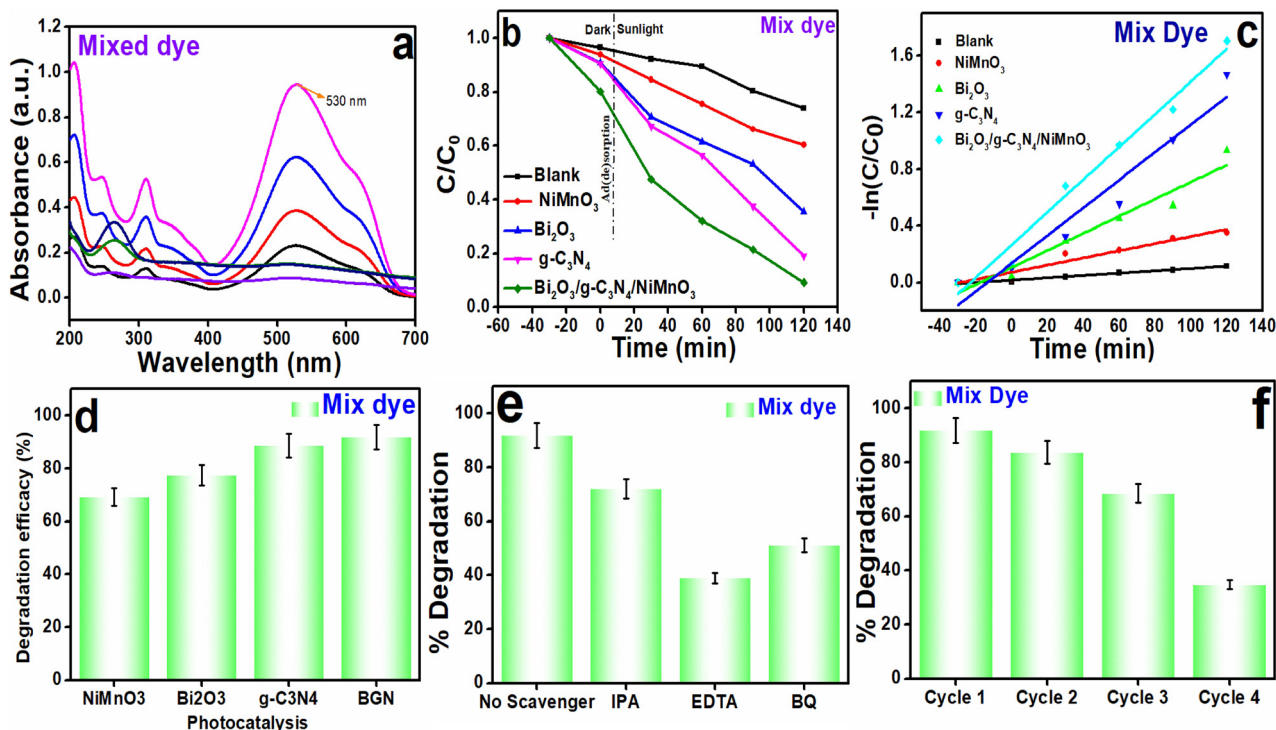 Mixed dye
a
530 nm
Absorbance (a.u.)
1.2
1.0
0.8
0.6
0.4
0.2
0.0
200 300 400 500 600 700
Wavelength (nm)
b
Dark Sunlight
Mix dye
Ad(de)sorption
C/C0
1.0
0.8
0.6
0.4
0.2
0.0
Blank
NiMnO3
Bi2O3
g-C3N4
Bi2O3/g-C3N4/NiMnO3
-60 -40 -20 0 20 40 60 80 100 120 140
Time (min)
Mix Dye
c
Blank
NiMnO3
Bi2O3
g-C3N4
Bi2O3/g-C3N4/NiMnO3
-ln(C/C0)
1.6
1.2
0.8
0.4
0.0
-40 -20 0 20 40 60 80 100 120 140
Time (min)
d
Mix dye
Degradation efficacy (%)
100
80
60
40
20
0
NiMnO3 Bi2O3 g-C3N4 BGN
Photocatalysis
e
Mix dye
% Degradation
100
80
60
40
20
0
No Scavenger IPA EDTA BQ
Mix Dye
f
% Degradation
100
80
60
40
20
0
Cycle 1 Cycle 2 Cycle 3 Cycle 4